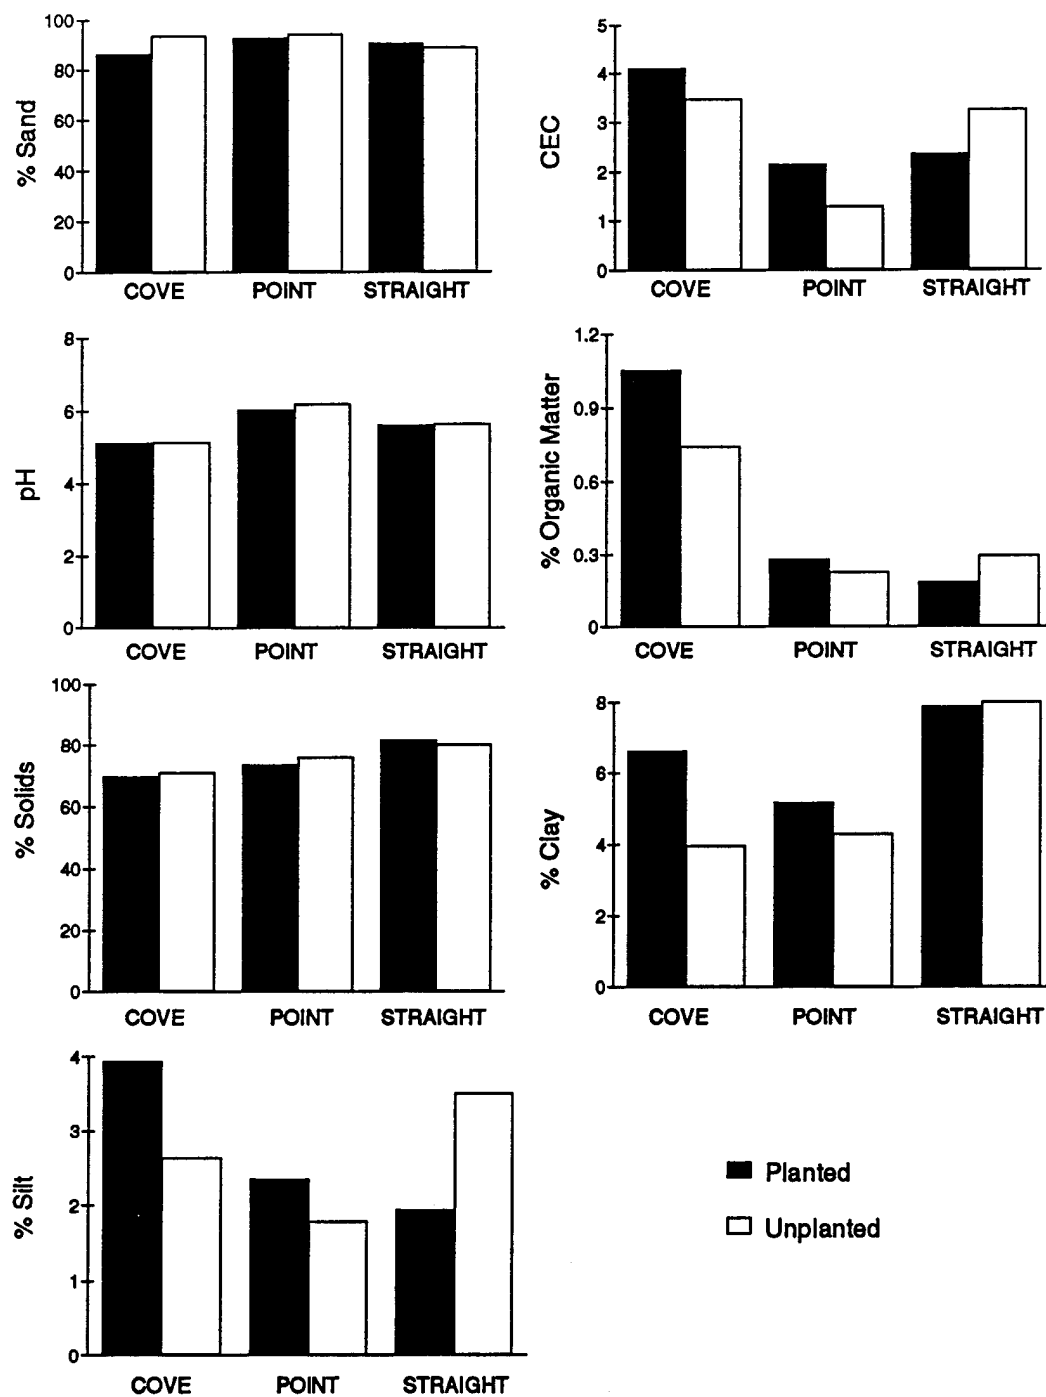 100
80
60
40
20
0
% Sand
COVE POINT STRAIGHT
5
4
3
2
1
0
CEC
COVE POINT STRAIGHT
8
6
4
2
0
pH
COVE POINT STRAIGHT
1.2
0.9
0.6
0.3
0
% Organic Matter
COVE POINT STRAIGHT
100
80
60
40
20
0
% Solids
COVE POINT STRAIGHT
8
6
4
2
0
% Clay
COVE POINT STRAIGHT
4
3
2
1
0
% Silt
COVE POINT STRAIGHT
Planted
Unplanted